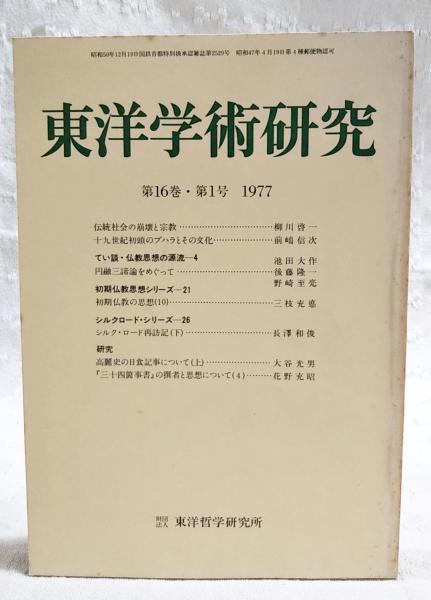 昭和50年12月19日国鉄首都特別扱承認雑誌第2529号 昭和47年4月19日第4種郵便物認可
東洋学術研究
第16巻・第1号 1977
伝統社会の崩壊と宗教…………………………柳川啓一
十九世紀初頭のブハラとその文化………………前嶋信次
てい談・仏教思想の源流—4 池田大作
円融三諦論をめぐって…………………………後藤隆一
野崎至亮
初期仏教思想シリーズ—21
初期仏教の思想(10)……………………………三枝充悳
シルクロード・シリーズ—26
シルク・ロード再訪記(下)………………………長澤和俊
研究
高麗史の日食記事について(上)…………………大谷光男
『三十四箇事書』の撰者と思想について(4)………花野充昭
財団法人 東洋哲学研究所